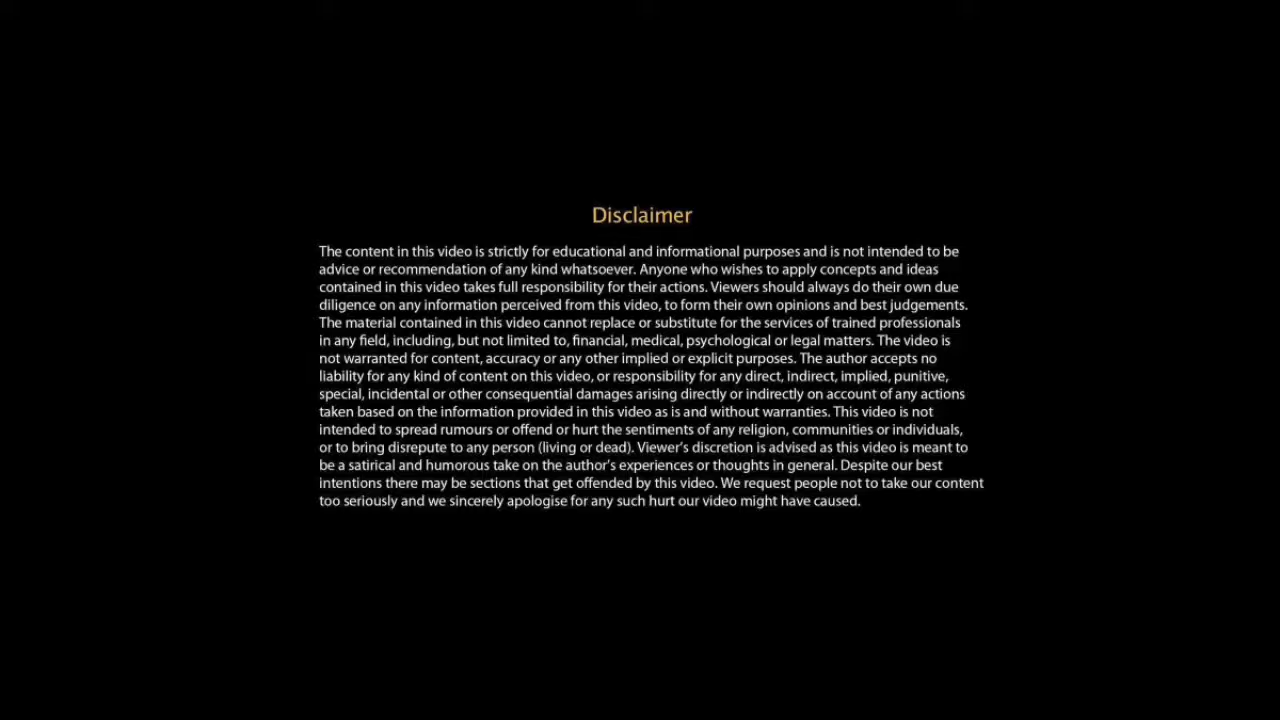 Disclaimer
The content in this video is strictly for educational and informational purposes and is not intended to be
advice or recommendation of any kind whatsoever. Anyone who wishes to apply concepts and ideas
contained in this video takes full responsibility for their actions. Viewers should always do their own due
diligence on any information perceived from this video, to form their own opinions and best judgements.
The material contained in this video cannot replace or substitute for the services of trained professionals
in any field, including, but not limited to, financial, medical, psychological or legal matters. The video is
not warranted for content, accuracy or any other implied or explicit purposes. The author accepts no
liability for any kind of content on this video, or responsibility for any direct, indirect, implied, punitive,
special, incidental or other consequential damages arising directly or indirectly on account of any actions
taken based on the information provided in this video as is and without warranties. This video is not
intended to spread rumours or offend or hurt the sentiments of any religion, communities or individuals,
or to bring disrepute to any person (living or dead). Viewer's discretion is advised as this video is meant to
be a satirical and humorous take on the author's experiences or thoughts in general. Despite our best
intentions there may be sections that get offended by this video. We request people not to take our content
too seriously and we sincerely apologise for any such hurt our video might have caused.